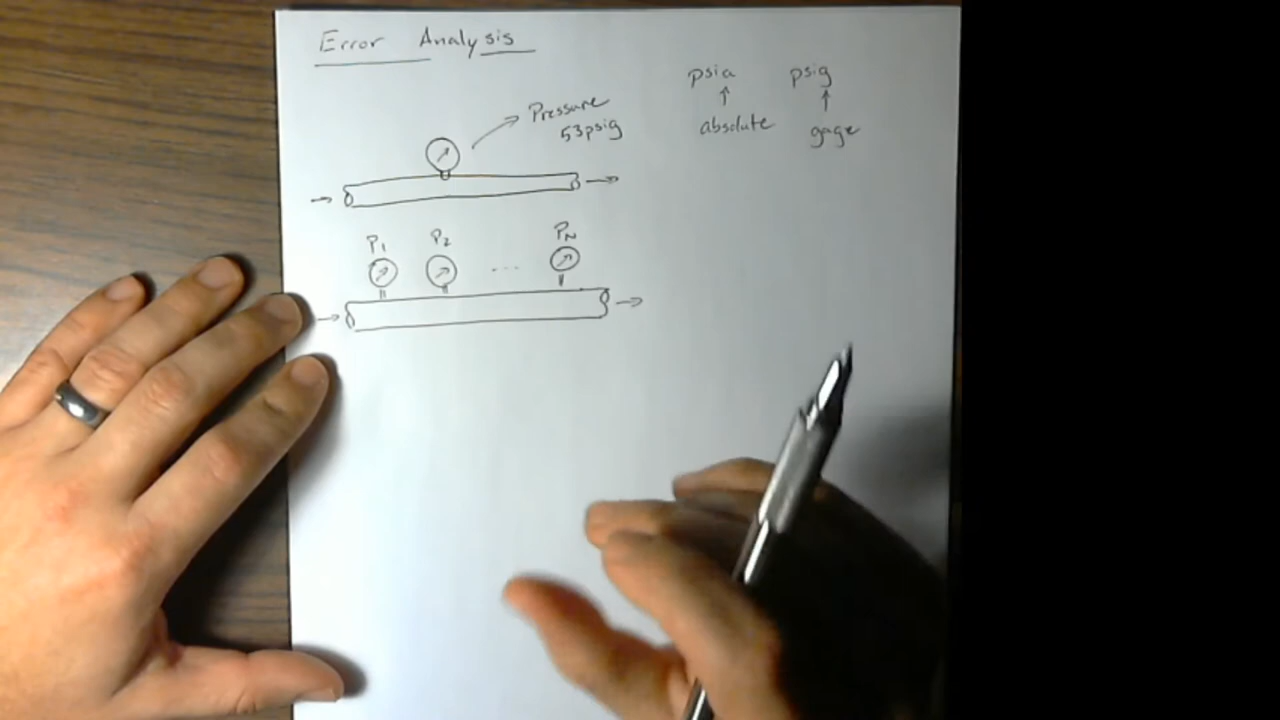 Error Analysis
psia psig
absolute gage
Pressure
53psig
P1 P2 ... PN